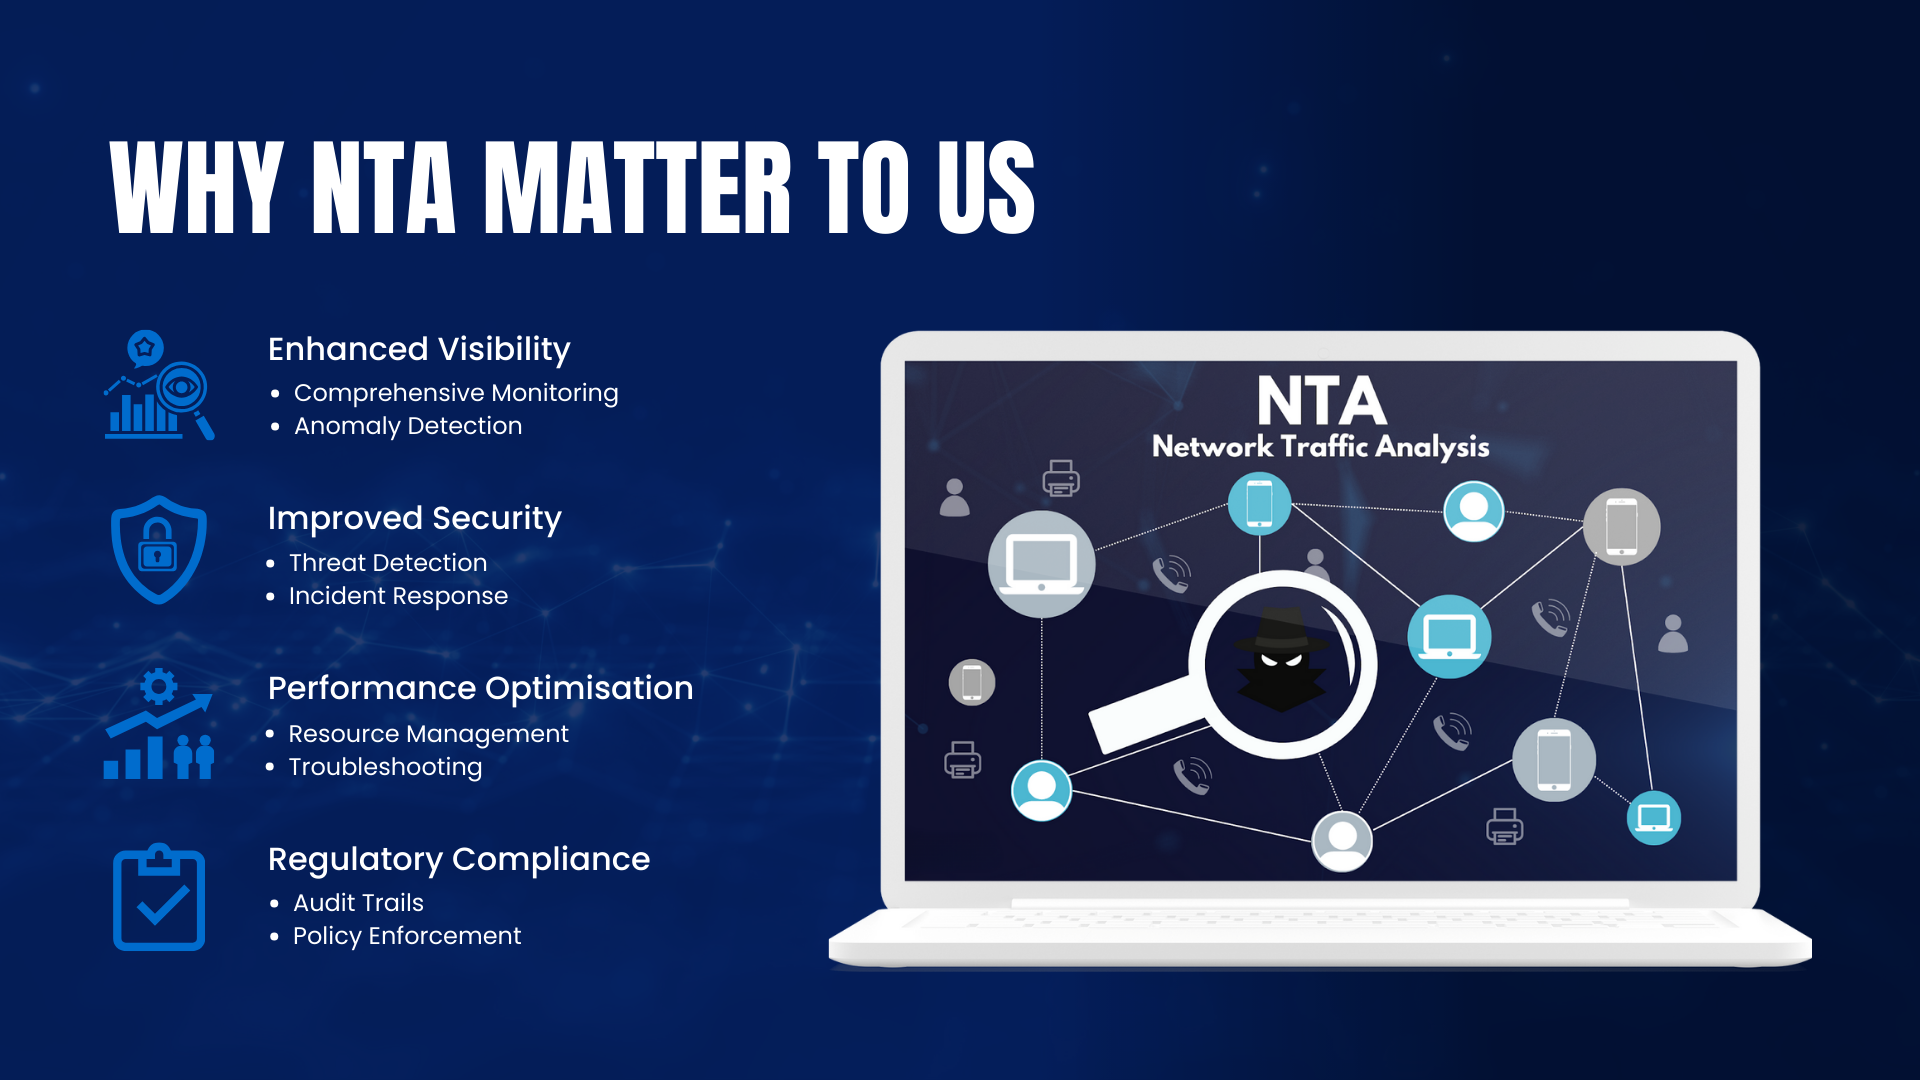 WHY NTA MATTER TO US
Enhanced Visibility
• Comprehensive Monitoring
• Anomaly Detection
Improved Security
• Threat Detection
• Incident Response
Performance Optimisation
• Resource Management
• Troubleshooting
Regulatory Compliance
• Audit Trails
• Policy Enforcement
NTA
Network Traffic Analysis